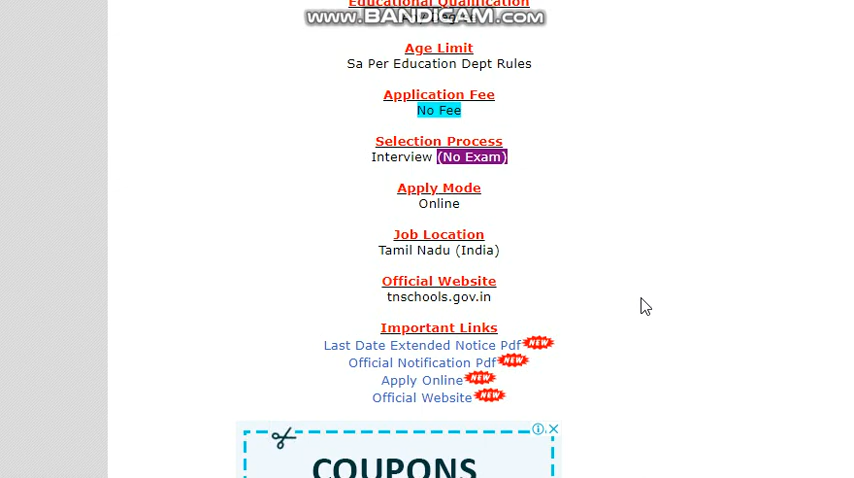 Educational Qualification
www.BANDICAM.com
Age Limit
Sa Per Education Dept Rules
Application Fee
No Fee
Selection Process
Interview (No Exam)
Apply Mode
Online
Job Location
Tamil Nadu (India)
Official Website
tnschools.gov.in
Important Links
Last Date Extended Notice Pdf NEW
Official Notification Pdf NEW
Apply Online NEW
Official Website NEW
COUPONS